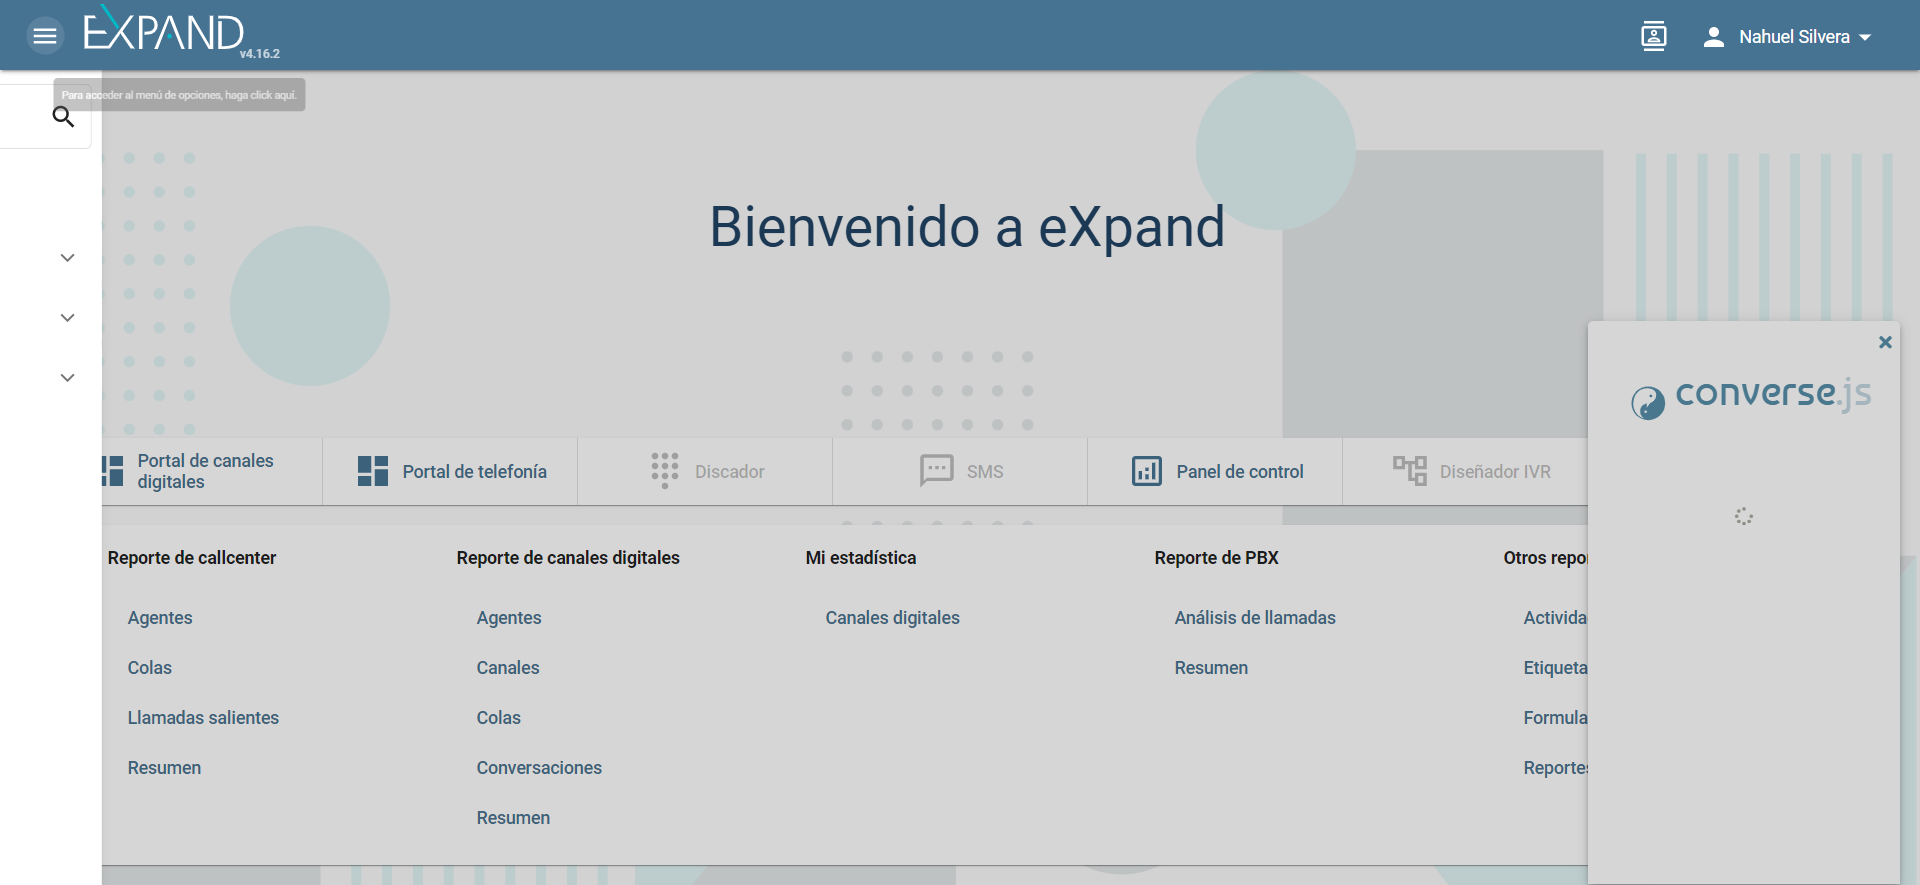 EXPAND
v4.16.2
Nahuel Silvera
Para acceder al menú de opciones, haga click aquí.
Bienvenido a eXpand
converse.js
Portal de canales
digitales
Portal de telefonía
Discador
SMS
Panel de control
Diseñador IVR
Reporte de callcenter
Agentes
Colas
Llamadas salientes
Resumen
Reporte de canales digitales
Agentes
Canales
Colas
Conversaciones
Resumen
Mi estadística
Canales digitales
Reporte de PBX
Análisis de llamadas
Resumen
Otros repor
Activida
Etiqueta
Formula
Reportes